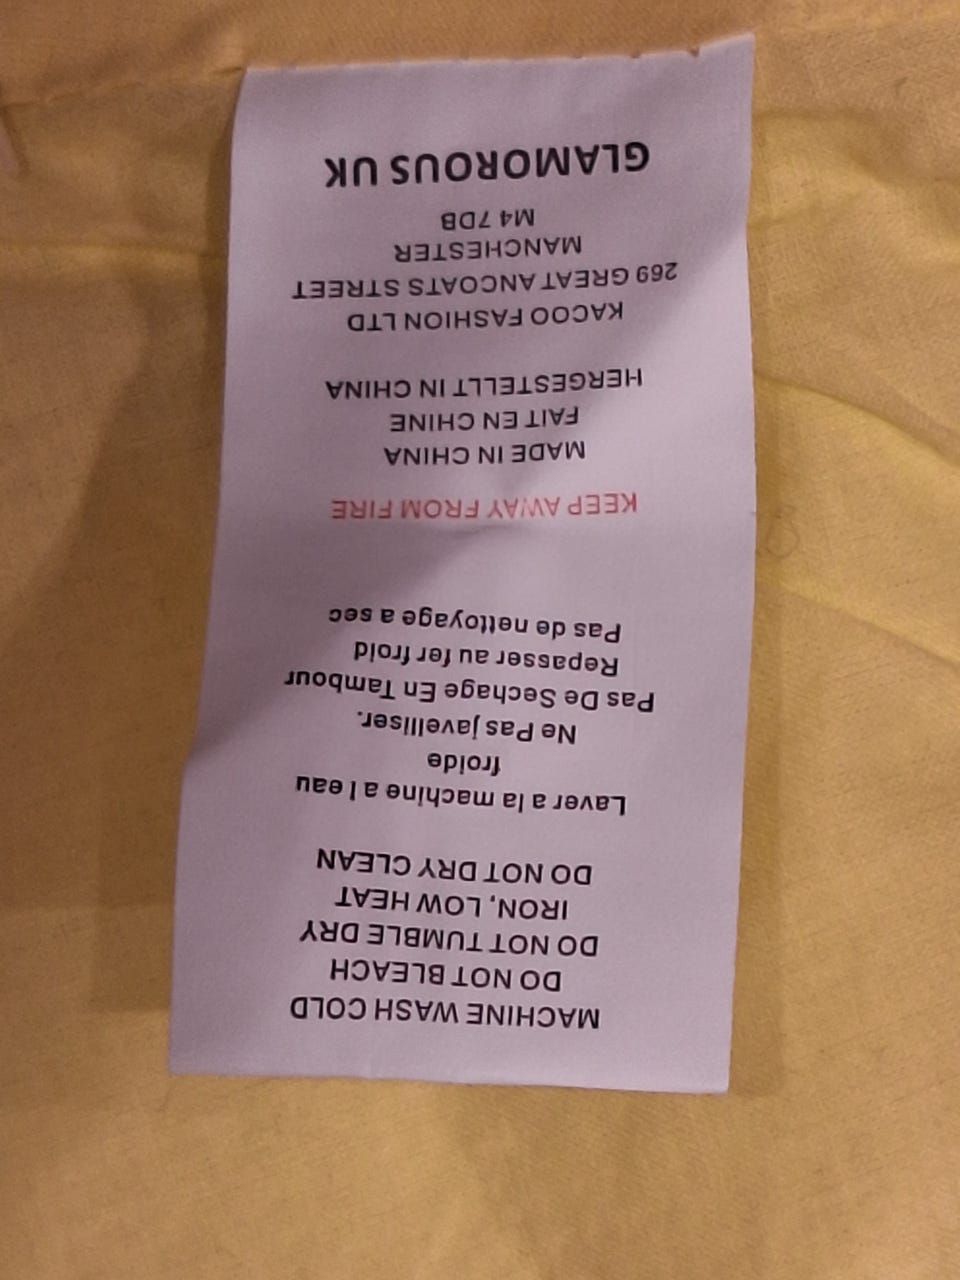 MACHINE WASH COLD
DO NOT BLEACH
DO NOT TUMBLE DRY
IRON, LOW HEAT
DO NOT DRY CLEAN
Laver a la machine a l eau
froide
Ne Pas javelliser.
Pas De Sechage En Tambour
Repasser au fer froid
Pas de nettoyage a sec
KEEP AWAY FROM FIRE
MADE IN CHINA
FAIT EN CHINE
HERGESTELLT IN CHINA
KACOO FASHION LTD
269 GREAT ANCOATS STREET
MANCHESTER
M4 7DB
GLAMOROUS UK